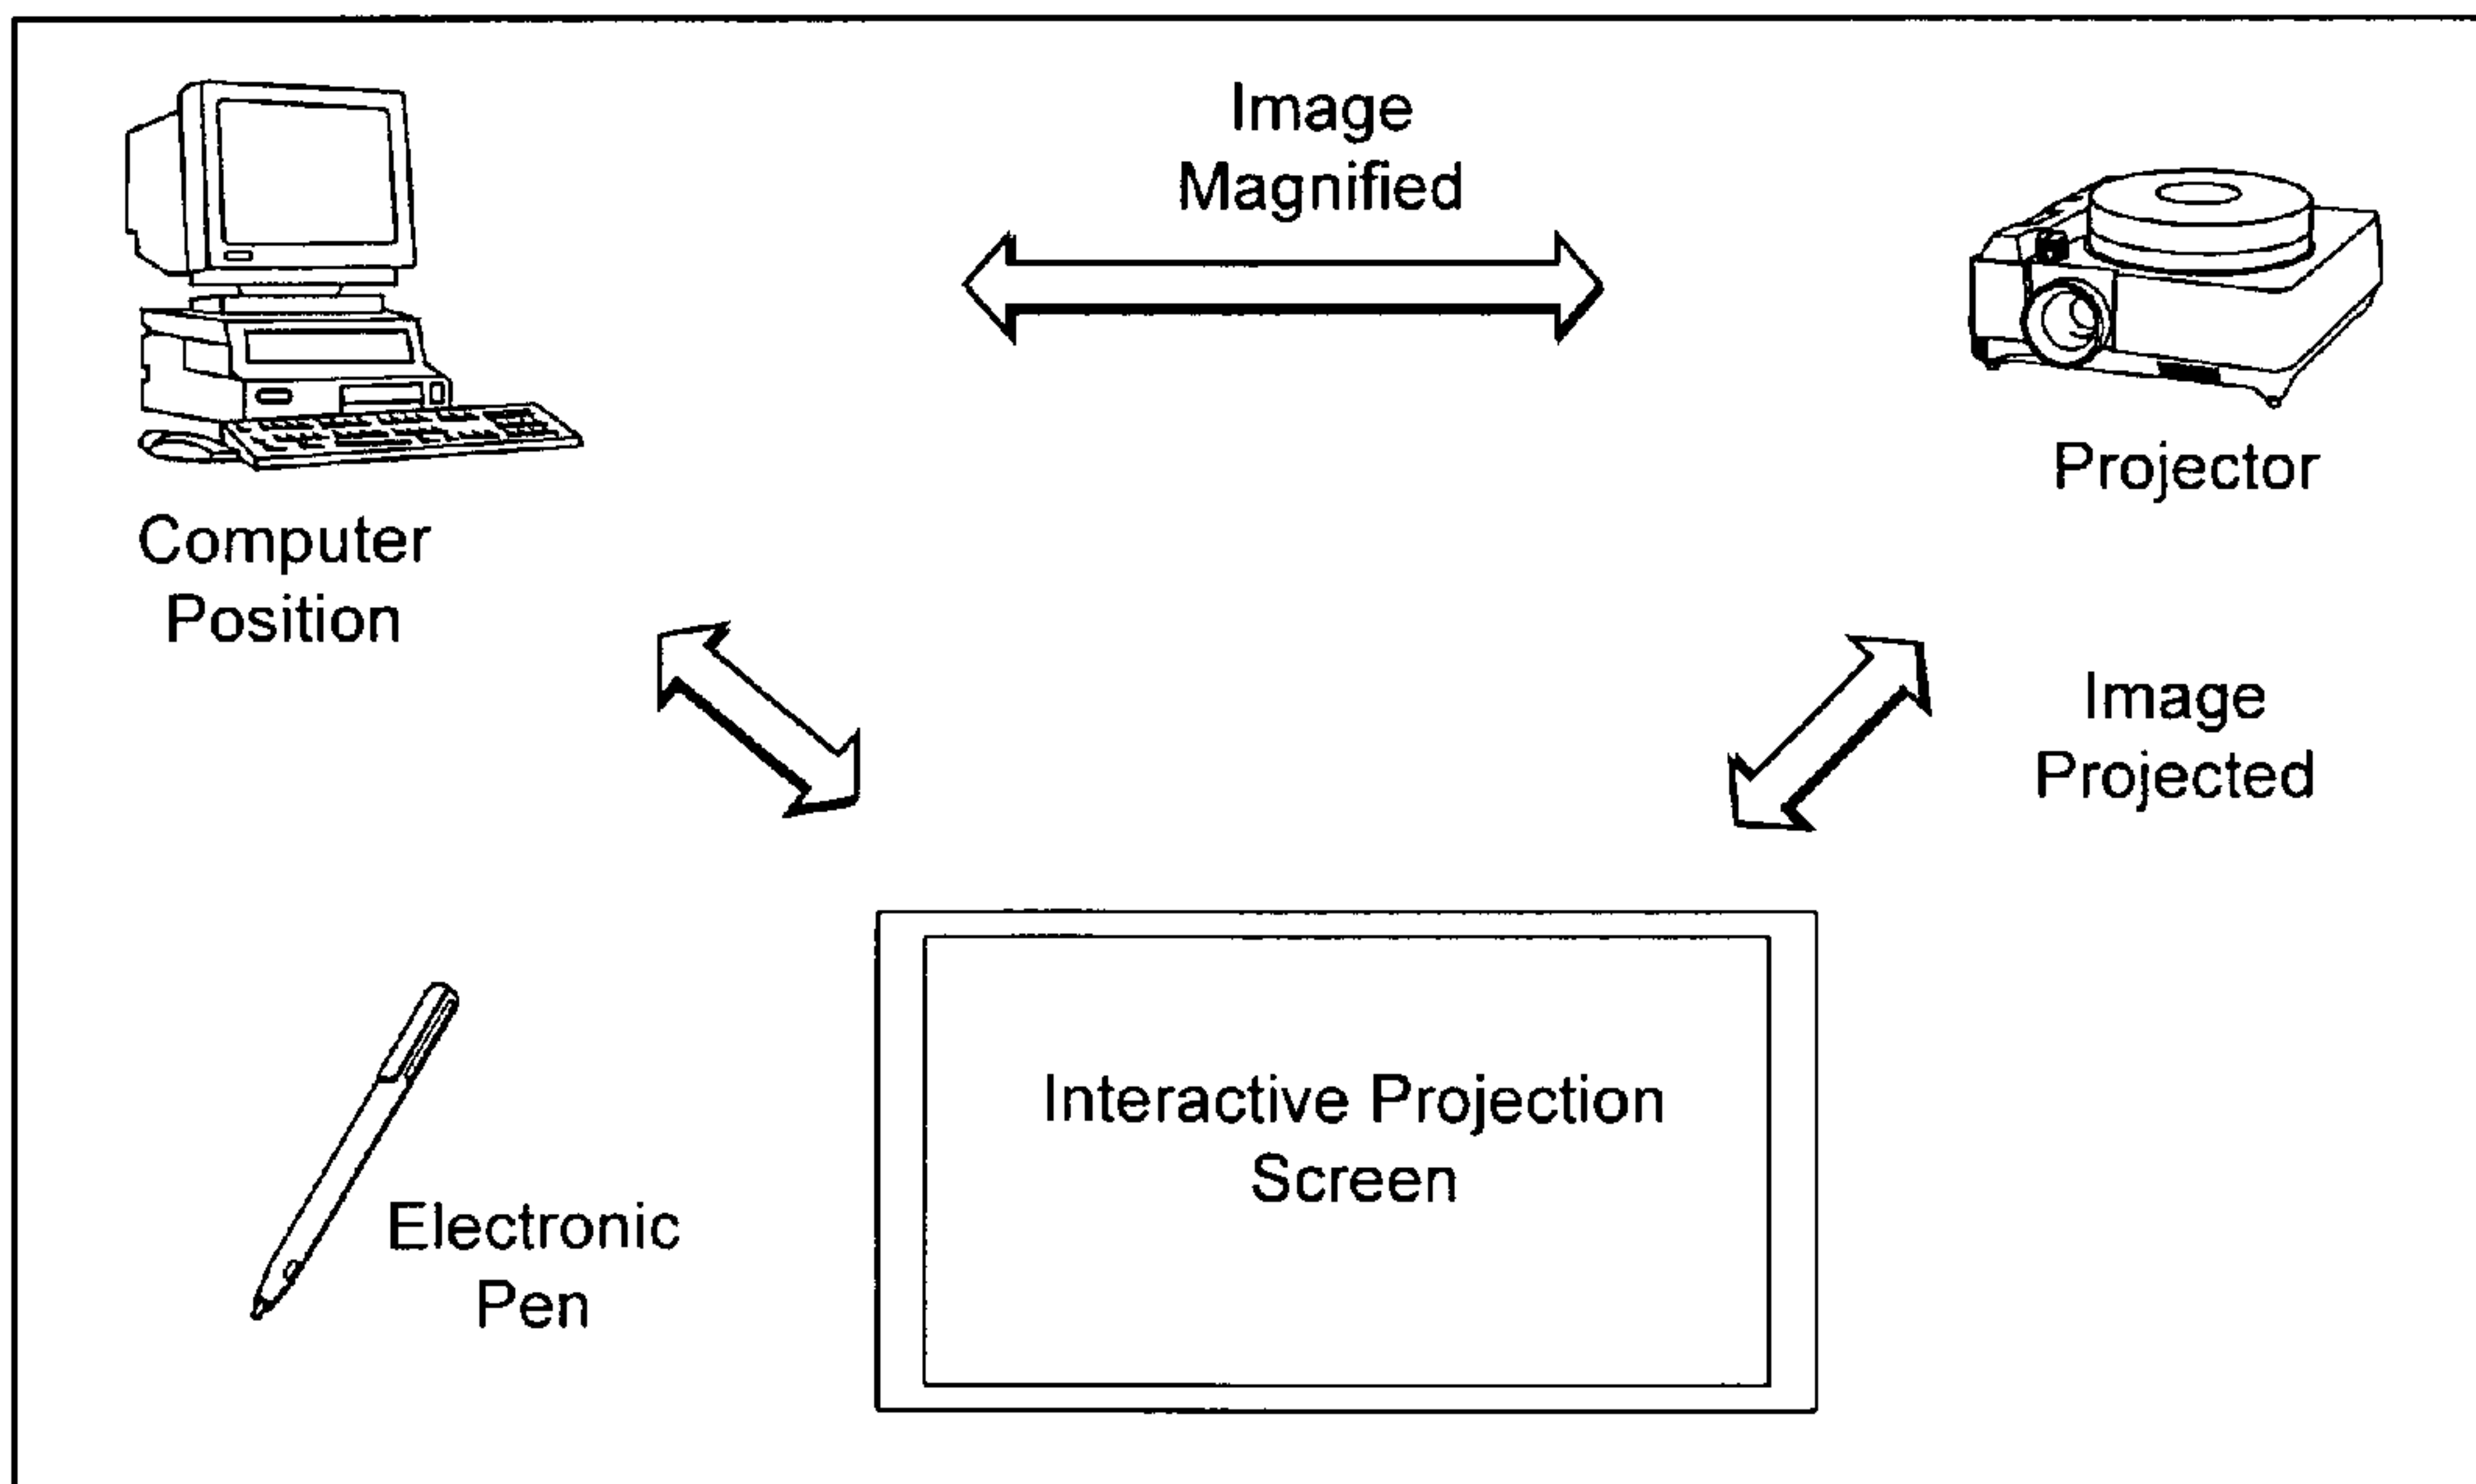 Image
Magnified
Projector
Computer
Position
Image
Projected
Interactive Projection
Screen
Electronic
Pen